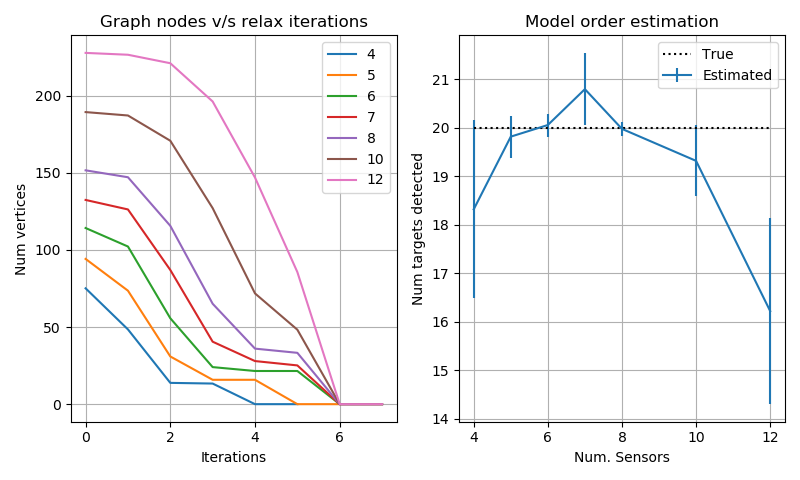 Graph nodes v/s relax iterations
Num vertices
200
150
100
50
0
0 2 4 6
Iterations
4
5
6
7
8
10
12
Model order estimation
Num targets detected
21
20
19
18
17
16
15
14
4 6 8 10 12
Num. Sensors
True
Estimated